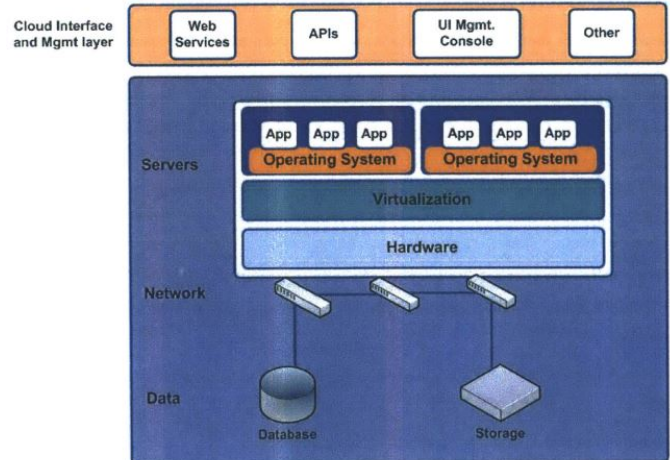 Cloud Interface
and Mgmt layer
Web
Services
APIs
UI Mgmt.
Console
Other
Servers
App App App
Operating System
App App App
Operating System
Virtualization
Hardware
Network
Data
Database
Storage